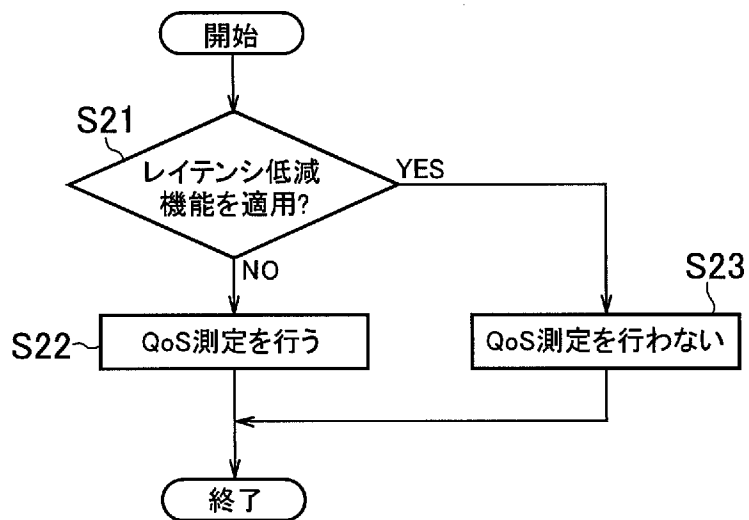 開始
S21
レイテンシ低減
機能を適用?
YES
NO
S23
S22
QoS測定を行う
QoS測定を行わない
終了